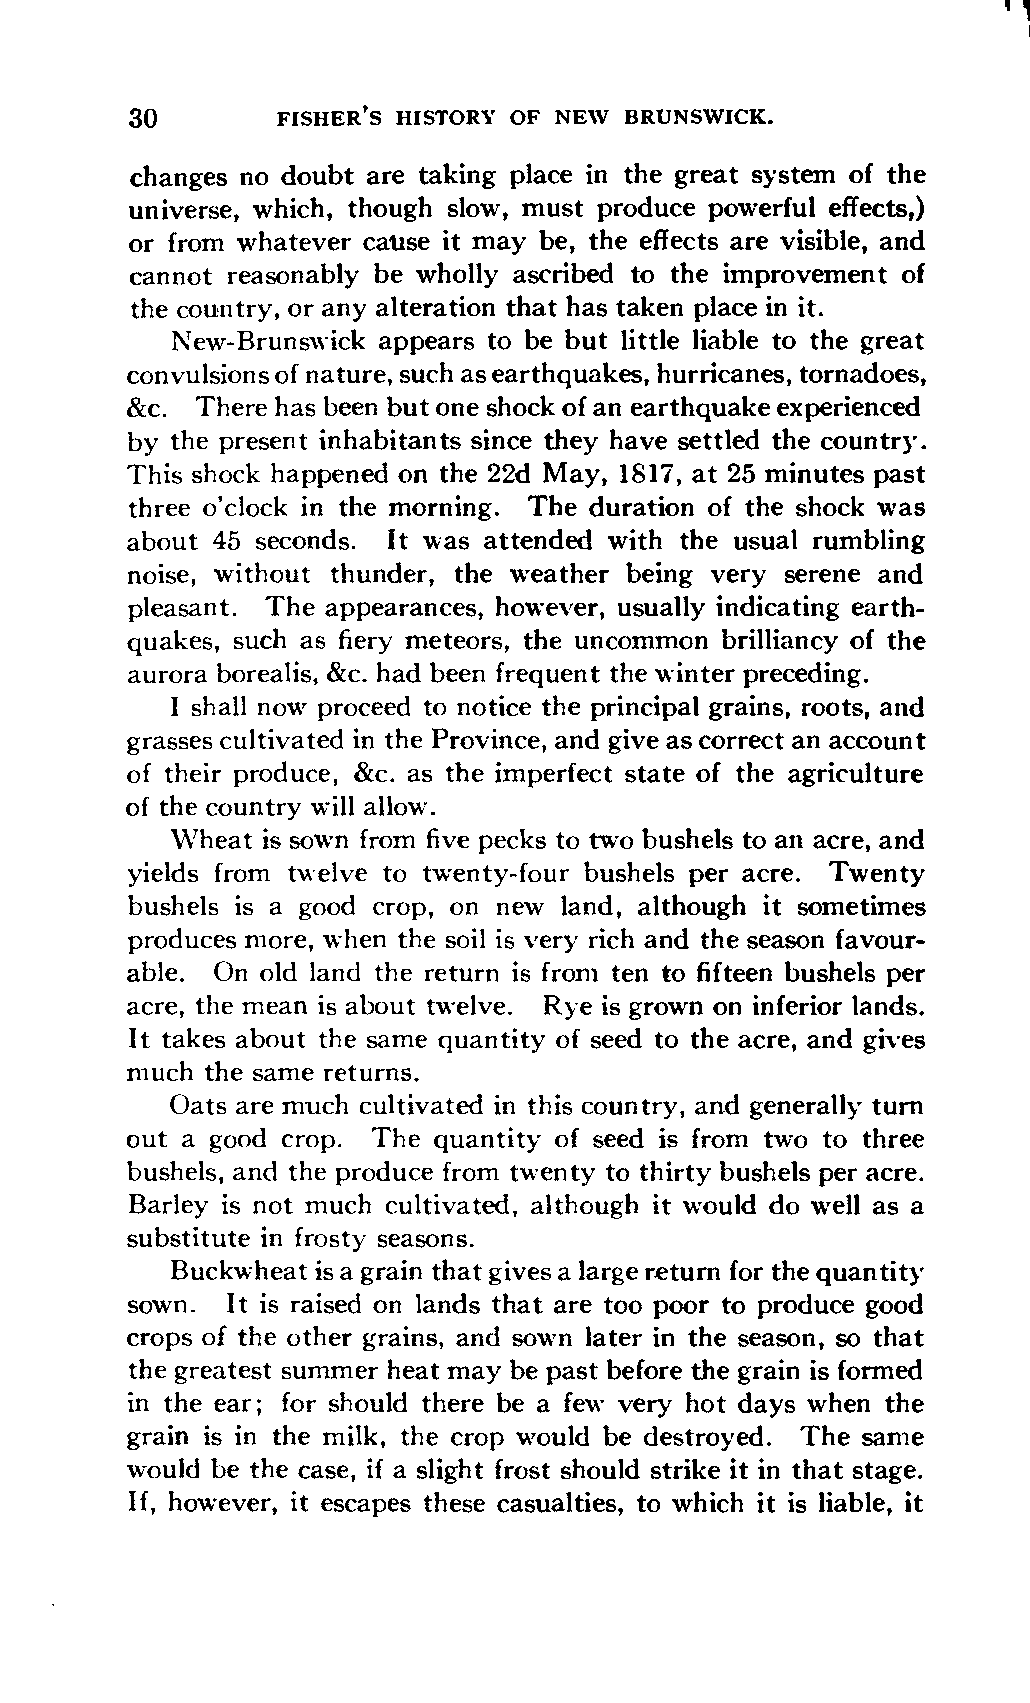 30 FISHER'S HISTORY OF NEW BRUNSWICK.
changes no doubt are taking place in the great system of the
universe, which, though slow, must produce powerful effects,)
or from whatever cause it may be, the effects are visible, and
cannot reasonably be wholly ascribed to the improvement of
the country, or any alteration that has taken place in it.
New-Brunswick appears to be but little liable to the great
convulsions of nature, such as earthquakes, hurricanes, tornadoes,
&c. There has been but one shock of an earthquake experienced
by the present inhabitants since they have settled the country.
This shock happened on the 22d May, 1817, at 25 minutes past
three o'clock in the morning. The duration of the shock was
about 45 seconds. It was attended with the usual rumbling
noise, without thunder, the weather being very serene and
pleasant. The appearances, however, usually indicating earth-
quakes, such as fiery meteors, the uncommon brilliancy of the
aurora borealis, &c. had been frequent the winter preceding.
I shall now proceed to notice the principal grains, roots, and
grasses cultivated in the Province, and give as correct an account
of their produce, &c. as the imperfect state of the agriculture
of the country will allow.
Wheat is sown from five pecks to two bushels to an acre, and
yields from twelve to twenty-four bushels per acre. Twenty
bushels is a good crop, on new land, although it sometimes
produces more, when the soil is very rich and the season favour-
able. On old land the return is from ten to fifteen bushels per
acre, the mean is about twelve. Rye is grown on inferior lands.
It takes about the same quantity of seed to the acre, and gives
much the same returns.
Oats are much cultivated in this country, and generally turn
out a good crop. The quantity of seed is from two to three
bushels, and the produce from twenty to thirty bushels per acre.
Barley is not much cultivated, although it would do well as a
substitute in frosty seasons.
Buckwheat is a grain that gives a large return for the quantity
sown. It is raised on lands that are too poor to produce good
crops of the other grains, and sown later in the season, so that
the greatest summer heat may be past before the grain is formed
in the ear; for should there be a few very hot days when the
grain is in the milk, the crop would be destroyed. The same
would be the case, if a slight frost should strike it in that stage.
If, however, it escapes these casualties, to which it is liable, it